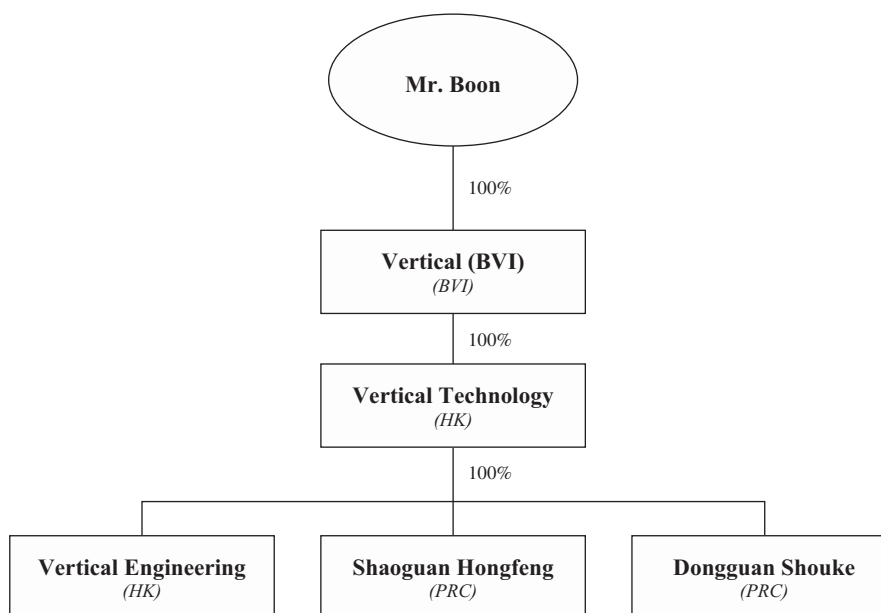 Mr. Boon
100%
Vertical (BVI)
(BVI)
100%
Vertical Technology
(HK)
100%
Vertical Engineering
(HK)
Shaoguan Hongfeng
(PRC)
Dongguan Shouke
(PRC)